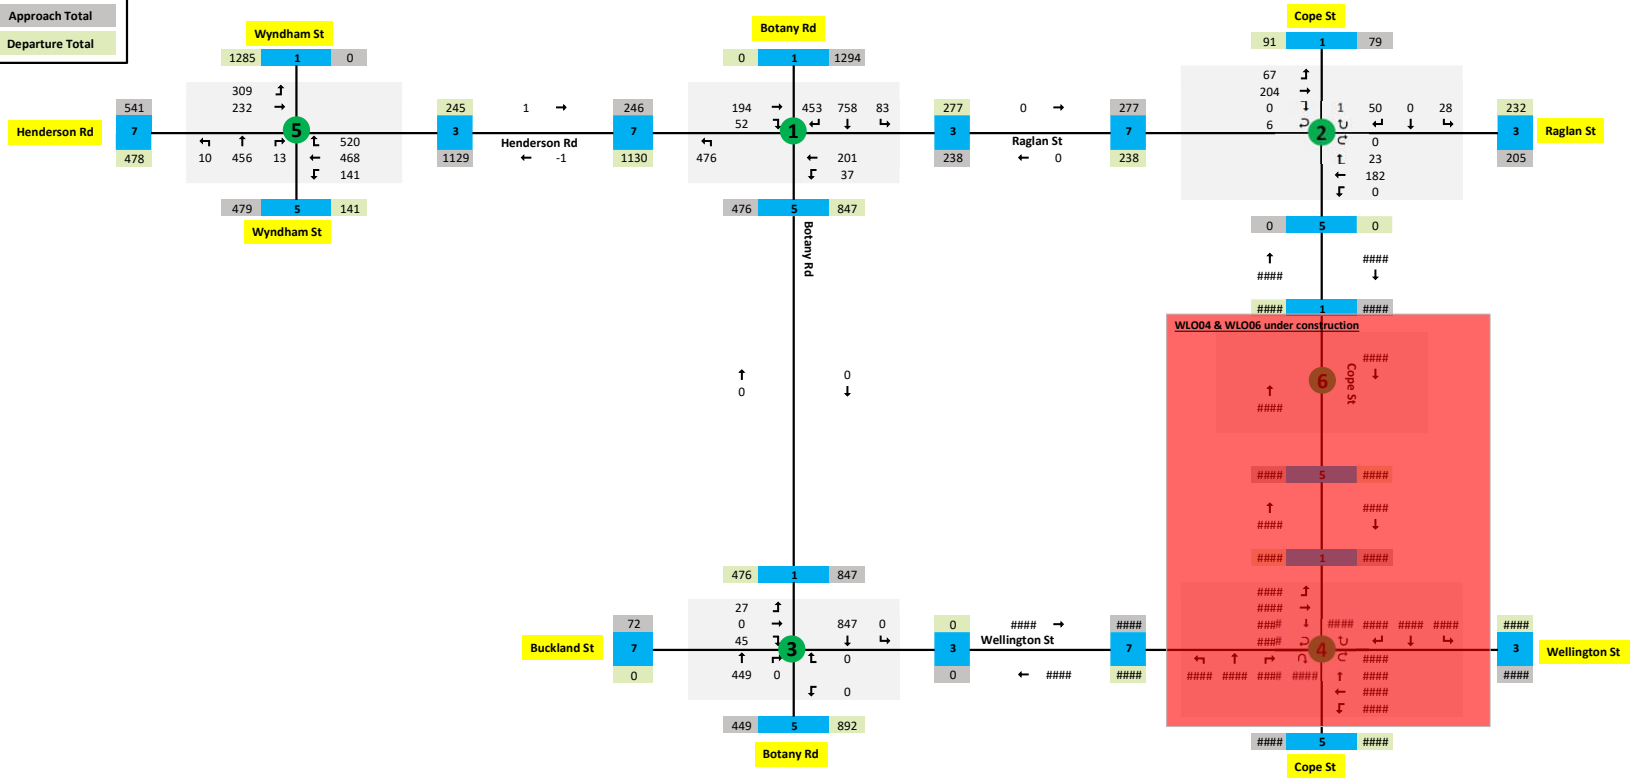 Approach Total
Departure Total
Wyndham St
1285 1 0
309
232
541
7
478
Henderson Rd
5
10 456 13
520
468
141
479 5 141
Wyndham St
245
3
1129
1 →
Henderson Rd
← -1
246
7
1130
Botany Rd
0 1 1294
194 → 453 758 83
52
1
476
← 201
37
476 5 847
Botany Rd
277
3
238
0 →
Raglan St
← 0
277
7
238
Cope St
91 1 79
67
204 →
0 1 50 0 28
6
2
0
23
← 182
0
232
3
205
Raglan St
0 5 0
↑ ####
#### ↓
#### 1 ####
WLO04 & WLO06 under construction
####
↓
6
Cope St
↑
####
#### 5 ####
↑ ####
#### ↓
#### 1 ####
↑ 0
0 ↓
476 1 847
27
0 → 847 0
45
3
0
449 0
0
72
7
0
Buckland St
449 5 892
Botany Rd
0
3
0
#### →
Wellington St
← ####
####
7
####
####
#### →
#### ↓ #### #### #### ####
####
4
####
#### #### #### #### ↑ ####
← ####
####
####
3
####
Wellington St
#### 5 ####
Cope St